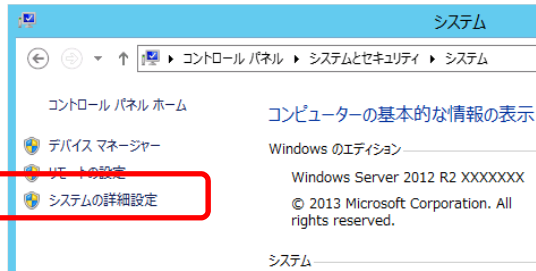 システム
コントロール パネル ▸ システムとセキュリティ ▸ システム
コントロール パネル ホーム
デバイス マネージャー
リモートの設定
システムの詳細設定
コンピューターの基本的な情報の表示
Windows のエディション
Windows Server 2012 R2 XXXXXXX
© 2013 Microsoft Corporation. All
rights reserved.
システム